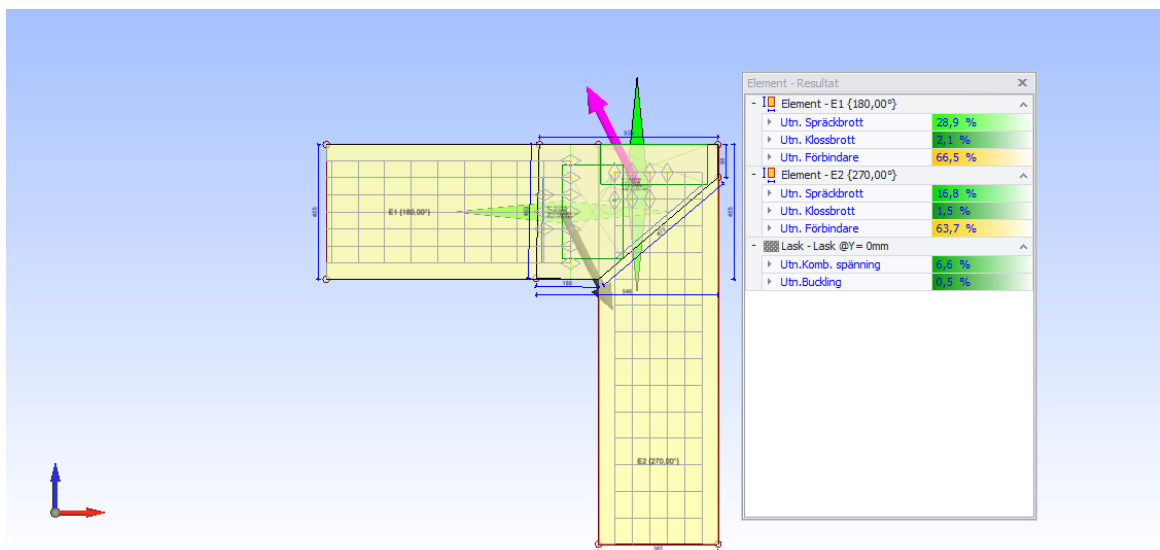 Element - Resultat
Element - E1 {180,00°}
Utn. Spräckbrott 28,9 %
Utn. Klossbrott 2,1 %
Utn. Förbindare 66,5 %
Element - E2 {270,00°}
Utn. Spräckbrott 16,8 %
Utn. Klossbrott 1,5 %
Utn. Förbindare 63,7 %
Lask - Lask @Y= 0mm
Utn.Komb. spänning 6,6 %
Utn.Buckling 0,5 %
E1 {180,00°}
E2 {270,00°}